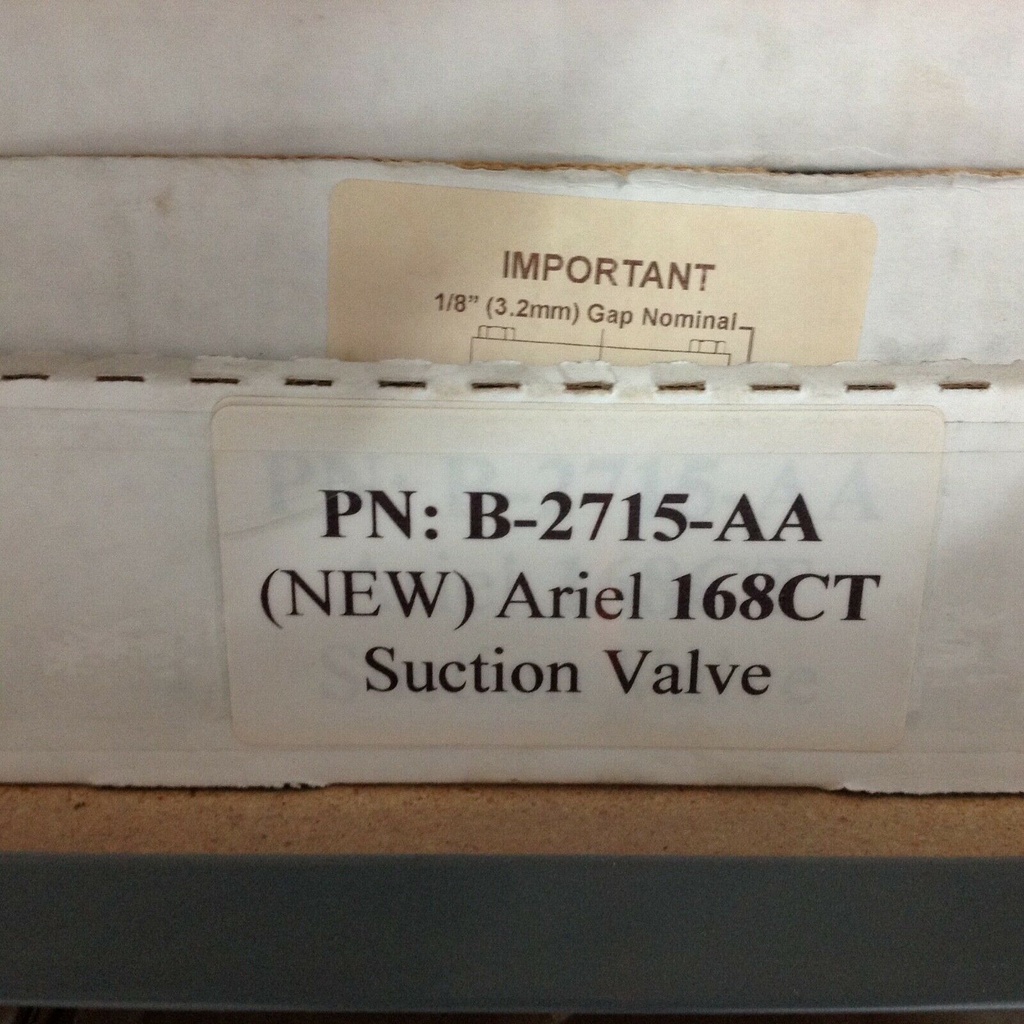 IMPORTANT
1/8" (3.2mm) Gap Nominal
PN: B-2715-AA
(NEW) Ariel 168CT
Suction Valve